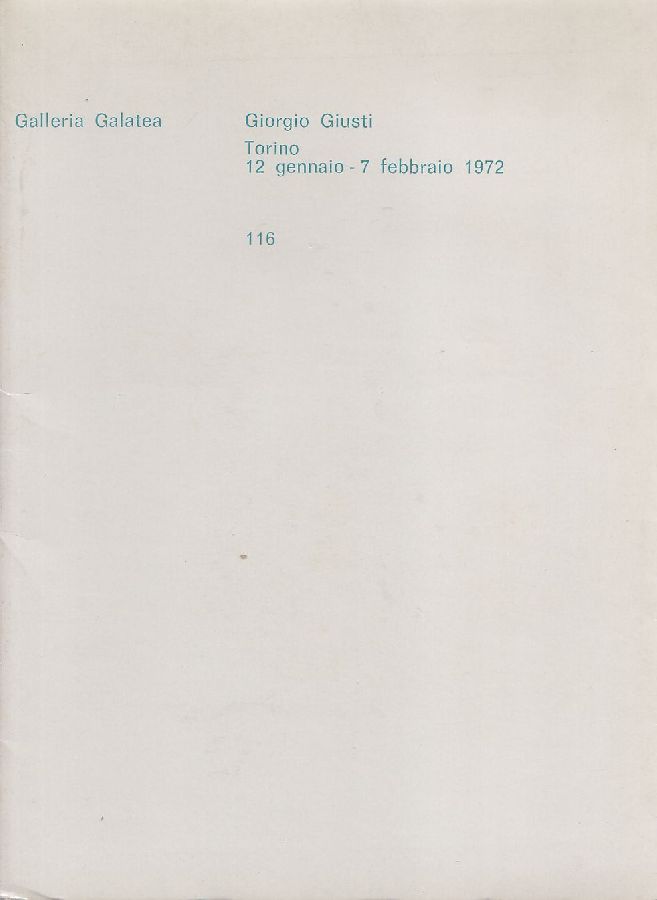 Galleria Galatea
Giorgio Giusti
Torino
12 gennaio - 7 febbraio 1972
116